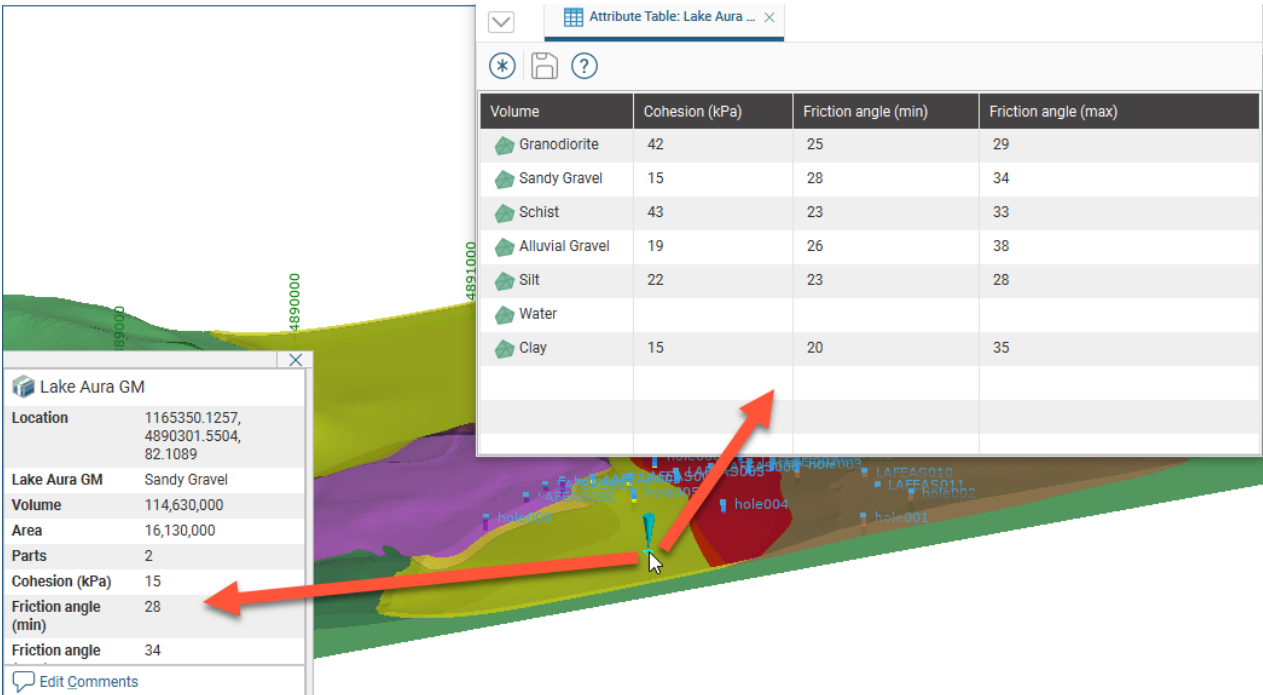 Attribute Table: Lake Aura ...
Volume Cohesion (kPa) Friction angle (min) Friction angle (max)
Granodiorite 42 25 29
Sandy Gravel 15 28 34
Schist 43 23 33
Alluvial Gravel 19 26 38
Silt 22 23 28
Water
Clay 15 20 35
4891000
4890000
Lake Aura GM
Location 1165350.1257,
4890301.5504,
82.1089
Lake Aura GM Sandy Gravel
Volume 114,630,000
Area 16,130,000
Parts 2
Cohesion (kPa) 15
Friction angle 28
(min)
Friction angle 34
Edit Comments
hole003
LAFEAS010
LAFEAS011
hole002
LAFEAS002
hole005
hole004
hole001